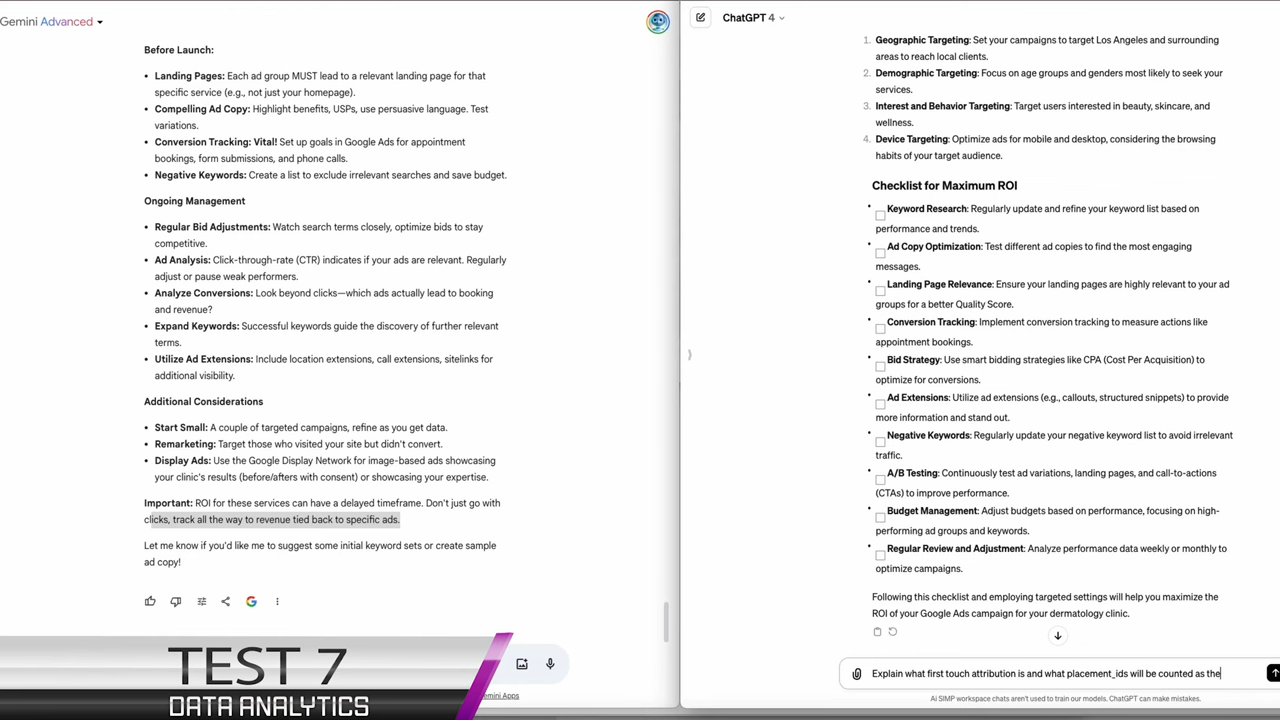 Gemini Advanced
Before Launch:
• Landing Pages: Each ad group MUST lead to a relevant landing page for that
specific service (e.g., not just your homepage).
• Compelling Ad Copy: Highlight benefits, USPs, use persuasive language. Test
variations.
• Conversion Tracking: Vital! Set up goals in Google Ads for appointment
bookings, form submissions, and phone calls.
• Negative Keywords: Create a list to exclude irrelevant searches and save budget.
Ongoing Management
• Regular Bid Adjustments: Watch search terms closely, optimize bids to stay
competitive.
• Ad Analysis: Click-through-rate (CTR) indicates if your ads are relevant. Regularly
adjust or pause weak performers.
• Analyze Conversions: Look beyond clicks—which ads actually lead to booking
and revenue?
• Expand Keywords: Successful keywords guide the discovery of further relevant
terms.
• Utilize Ad Extensions: Include location extensions, call extensions, sitelinks for
additional visibility.
Additional Considerations
• Start Small: A couple of targeted campaigns, refine as you get data.
• Remarketing: Target those who visited your site but didn't convert.
• Display Ads: Use the Google Display Network for image-based ads showcasing
your clinic's results (before/afters with consent) or showcasing your expertise.
Important: ROI for these services can have a delayed timeframe. Don't just go with
clicks, track all the way to revenue tied back to specific ads.
Let me know if you'd like me to suggest some initial keyword sets or create sample
ad copy!
emini Apps
TEST 7
DATA ANALYTICS
ChatGPT 4
1. Geographic Targeting: Set your campaigns to target Los Angeles and surrounding
areas to reach local clients.
2. Demographic Targeting: Focus on age groups and genders most likely to seek your
services.
3. Interest and Behavior Targeting: Target users interested in beauty, skincare, and
wellness.
4. Device Targeting: Optimize ads for mobile and desktop, considering the browsing
habits of your target audience.
Checklist for Maximum ROI
• Keyword Research: Regularly update and refine your keyword list based on
performance and trends.
• Ad Copy Optimization: Test different ad copies to find the most engaging
messages.
• Landing Page Relevance: Ensure your landing pages are highly relevant to your ad
groups for a better Quality Score.
• Conversion Tracking: Implement conversion tracking to measure actions like
appointment bookings.
• Bid Strategy: Use smart bidding strategies like CPA (Cost Per Acquisition) to
optimize for conversions.
• Ad Extensions: Utilize ad extensions (e.g., callouts, structured snippets) to provide
more information and stand out.
• Negative Keywords: Regularly update your negative keyword list to avoid irrelevant
traffic.
• A/B Testing: Continuously test ad variations, landing pages, and call-to-actions
(CTAs) to improve performance.
• Budget Management: Adjust budgets based on performance, focusing on high-
performing ad groups and keywords.
• Regular Review and Adjustment: Analyze performance data weekly or monthly to
optimize campaigns.
Following this checklist and employing targeted settings will help you maximize the
ROI of your Google Ads campaign for your dermatology clinic.
Explain what first touch attribution is and what placement_ids will be counted as the
Ai SIMP workspace chats aren't used to train our models. ChatGPT can make mistakes.